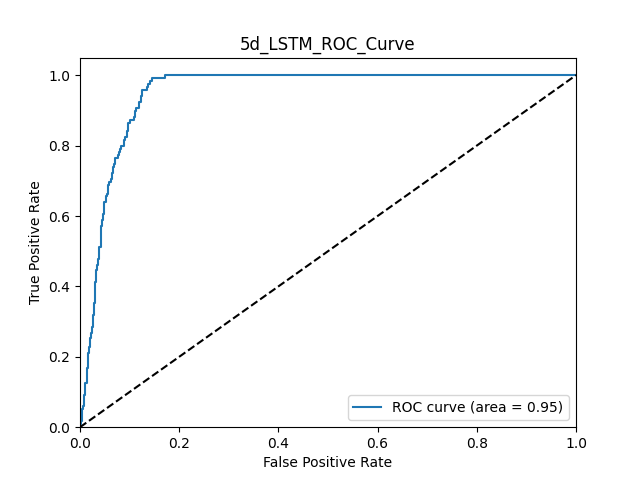 5d_LSTM_ROC_Curve
1.0
0.8
0.6
0.4
0.2
0.0
True Positive Rate
ROC curve (area = 0.95)
0.0 0.2 0.4 0.6 0.8 1.0
False Positive Rate